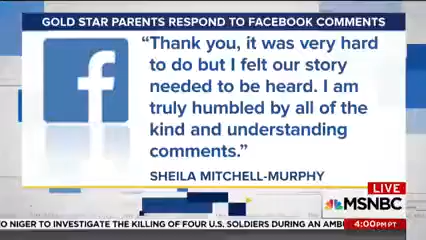 GOLD STAR PARENTS RESPOND TO FACEBOOK COMMENTS
“Thank you, it was very hard
to do but I felt our story
needed to be heard. I am
truly humbled by all of the
kind and understanding
comments.”
SHEILA MITCHELL-MURPHY
f
LIVE
MSNBC
TO NIGER TO INVESTIGATE THE KILLING OF FOUR U.S. SOLDIERS DURING AN AMB
4:00PM PT